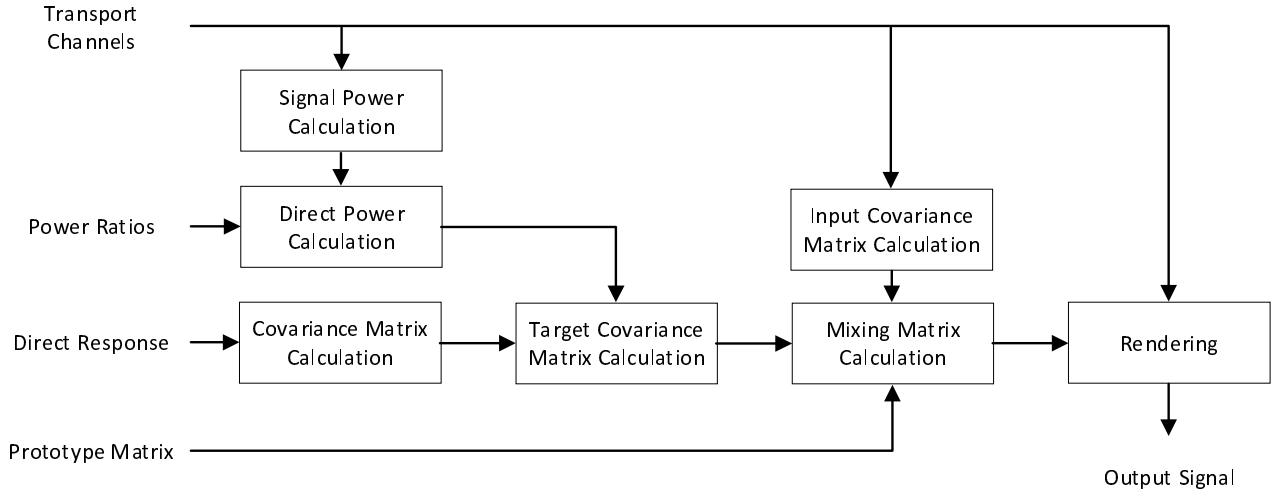 Transport
Channels
Signal Power
Calculation
Power Ratios
Direct Power
Calculation
Input Covariance
Matrix Calculation
Direct Response
Covariance Matrix
Calculation
Target Covariance
Matrix Calculation
Mixing Matrix
Calculation
Rendering
Prototype Matrix
Output Signal